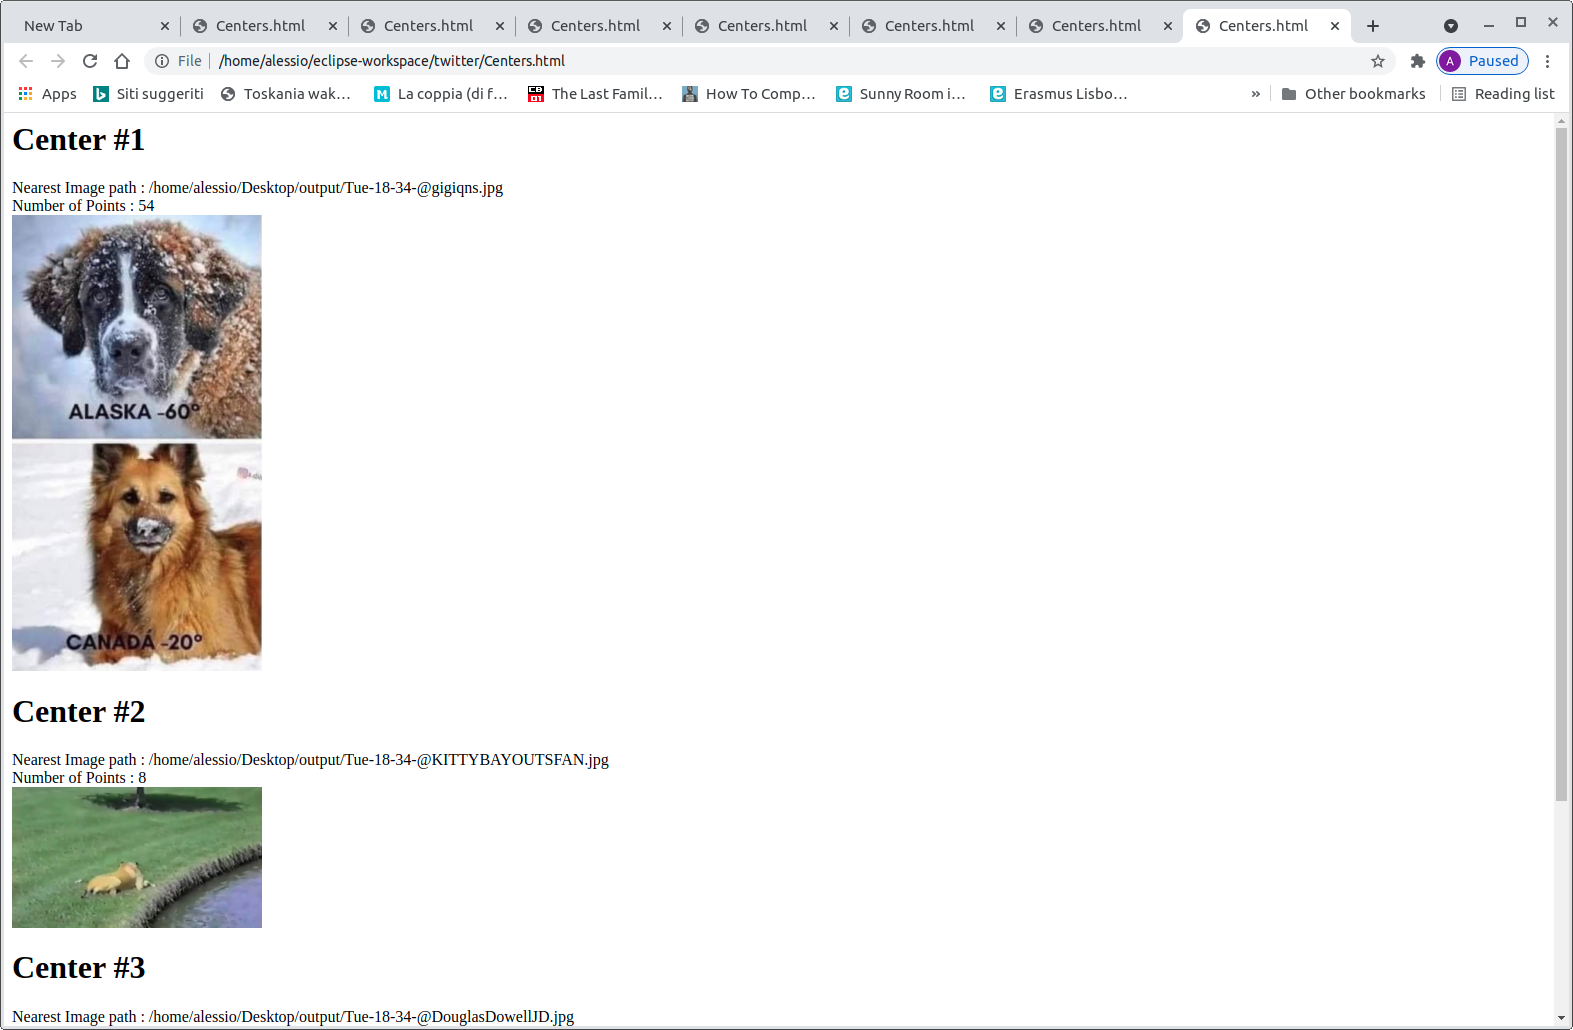 New Tab
Centers.html
Centers.html
Centers.html
Centers.html
Centers.html
Centers.html
Centers.html
File
/home/alessio/eclipse-workspace/twitter/Centers.html
A
Paused
Apps
Siti suggeriti
Toskania wak...
La coppia (di f...
The Last Famil...
How To Comp...
Sunny Room i...
Erasmus Lisbo...
»
Other bookmarks
Reading list
Center #1
Nearest Image path : /home/alessio/Desktop/output/Tue-18-34-@gigiqns.jpg
Number of Points : 54
ALASKA -60º
CANADÁ -20º
Center #2
Nearest Image path : /home/alessio/Desktop/output/Tue-18-34-@KITTYBAYOUTSFAN.jpg
Number of Points : 8
Center #3
Nearest Image path : /home/alessio/Desktop/output/Tue-18-34-@DouglasDowellJD.jpg